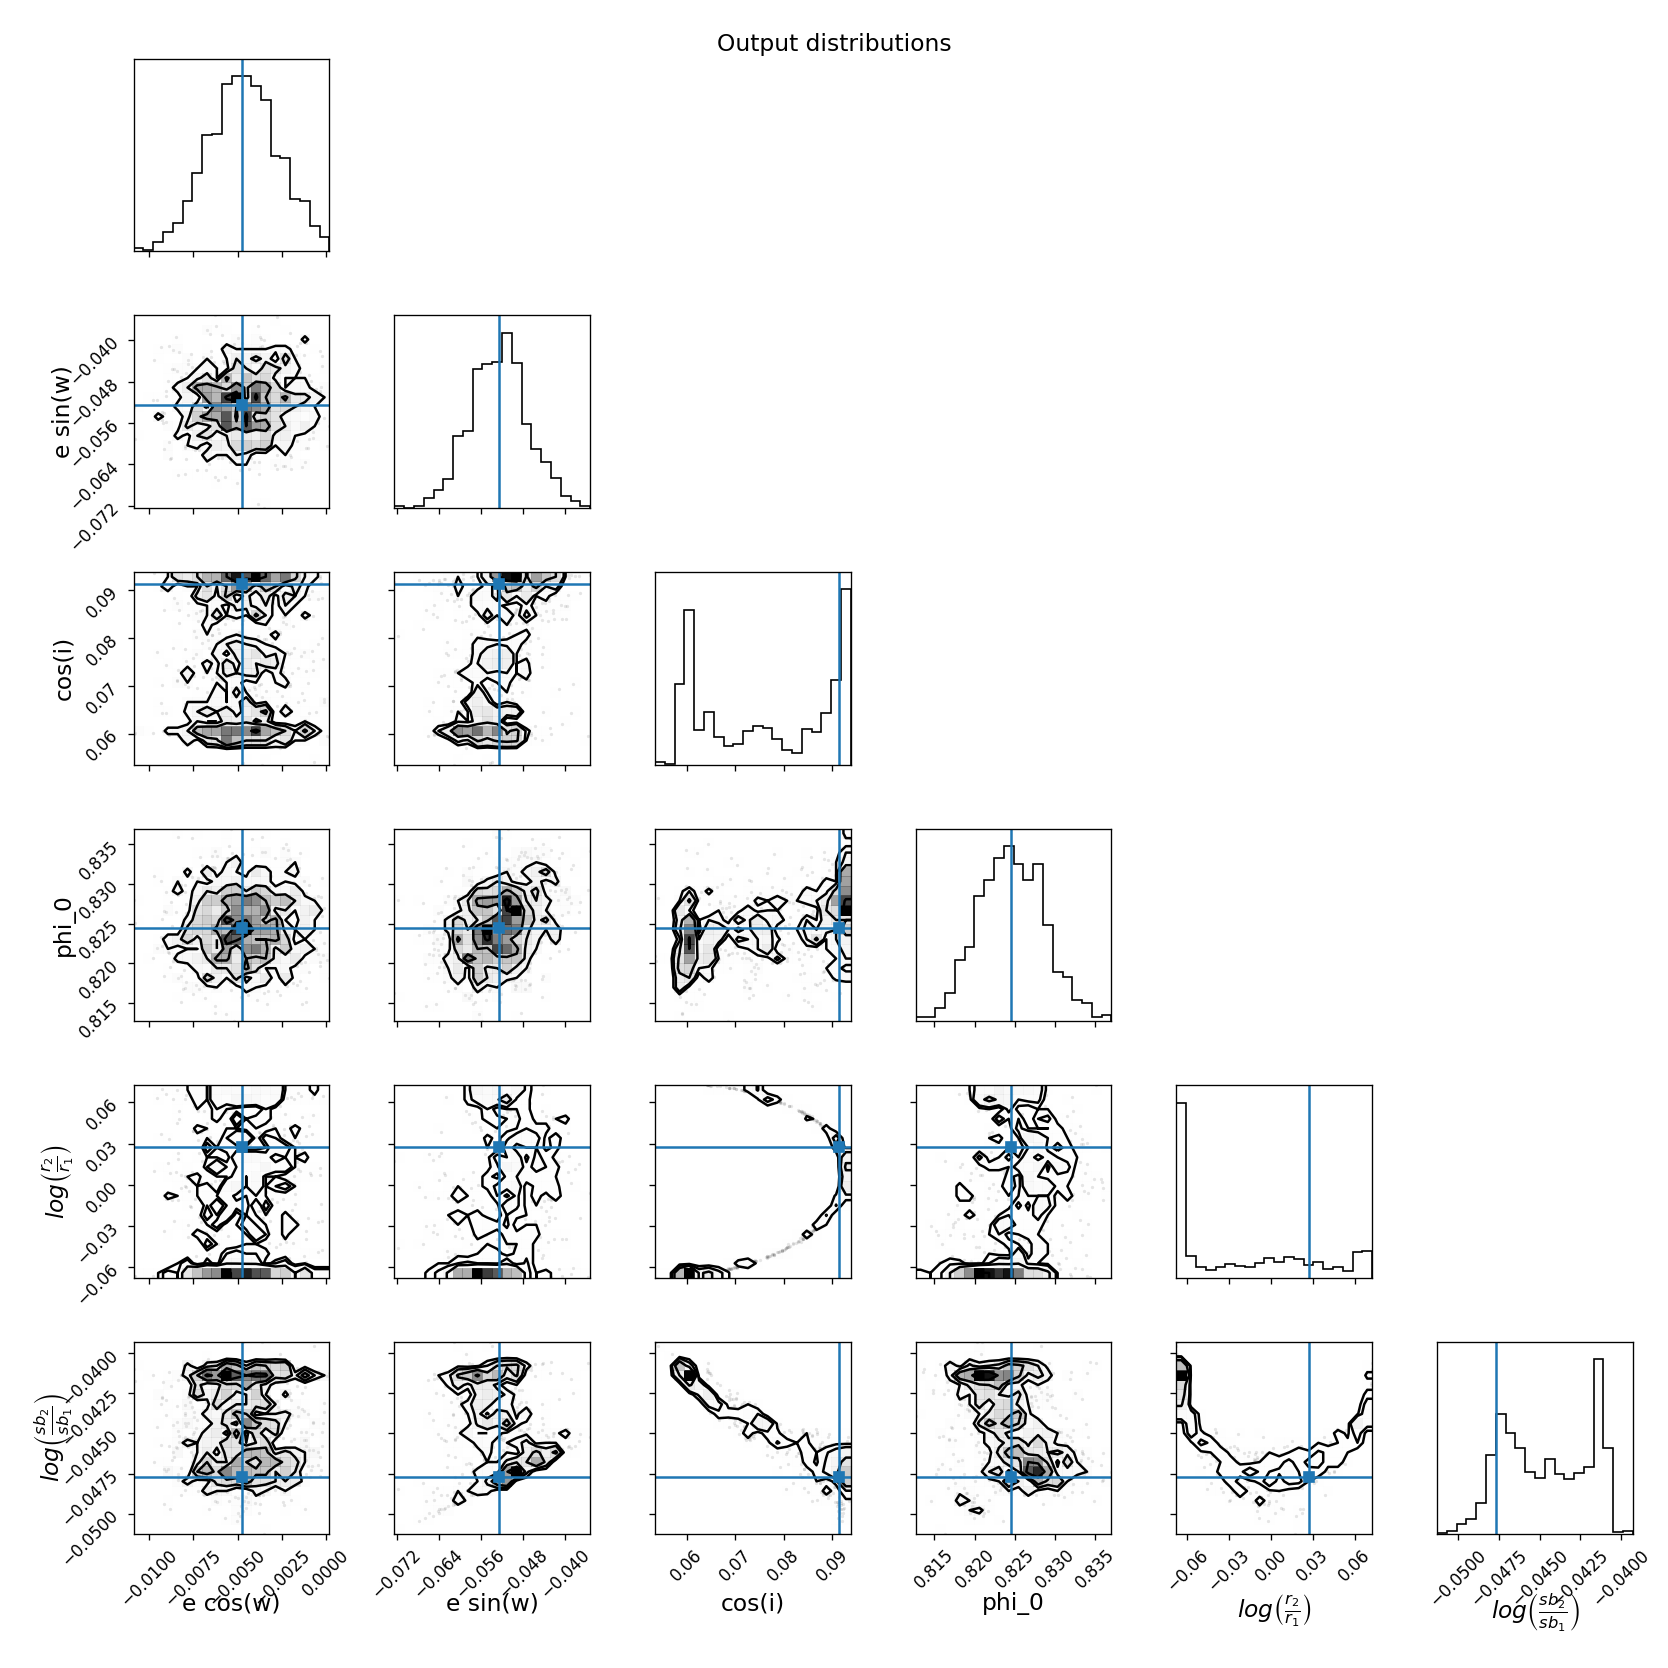 Output distributions
e sin(w)
−0.040
−0.048
−0.056
−0.064
−0.072
cos(i)
0.09
0.08
0.07
0.06
phi_0
0.835
0.830
0.825
0.820
0.815
log(r₂/r₁)
0.06
0.03
0.00
−0.03
−0.06
log(sb₂/sb₁)
−0.0400
−0.0425
−0.0450
−0.0475
−0.0500
−0.0100 −0.0075 −0.0050 −0.0025 0.0000
e cos(w)
−0.072 −0.064 −0.056 −0.048 −0.040
e sin(w)
0.06 0.07 0.08 0.09
cos(i)
0.815 0.820 0.825 0.830 0.835
phi_0
−0.06 −0.03 0.00 0.03 0.06
log(r₂/r₁)
−0.0500 −0.0475 −0.0450 −0.0425 −0.0400
log(sb₂/sb₁)